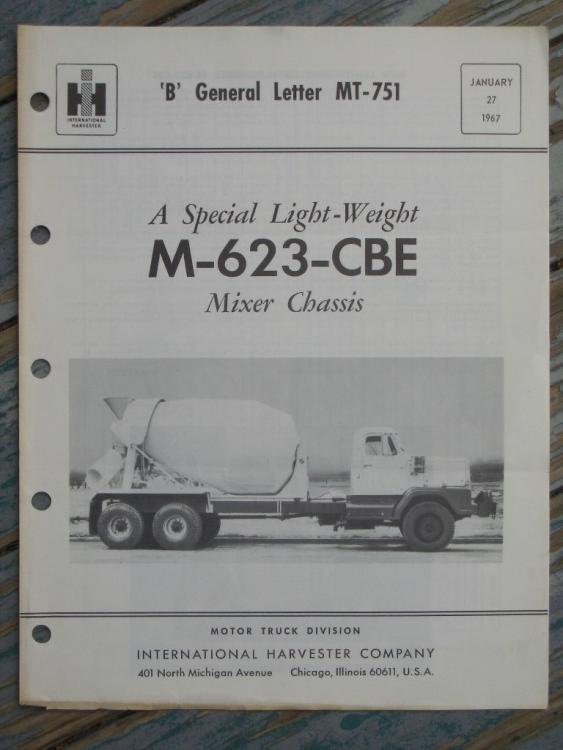 INTERNATIONAL
HARVESTER
'B' General Letter MT-751
JANUARY
27
1967
A Special Light-Weight
M-623-CBE
Mixer Chassis
MOTOR TRUCK DIVISION
INTERNATIONAL HARVESTER COMPANY
401 North Michigan Avenue Chicago, Illinois 60611, U.S.A.